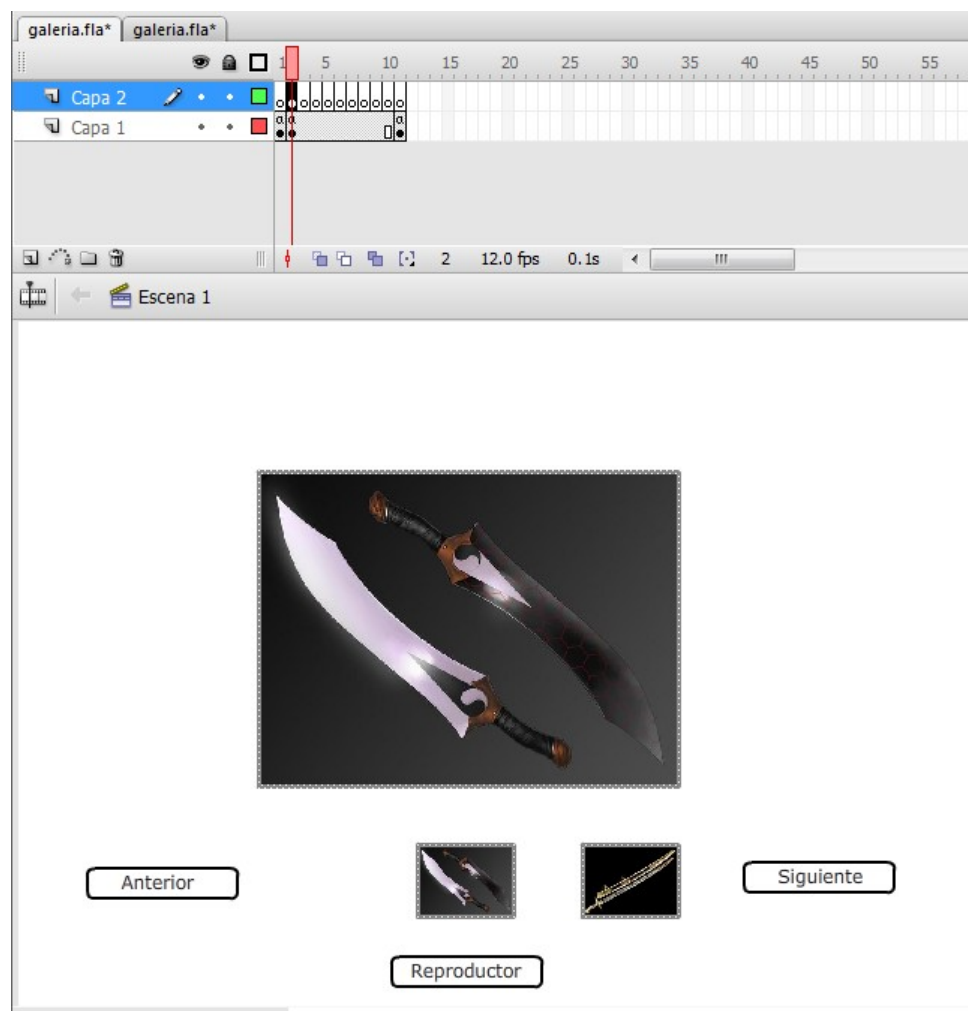 galeria.fla* galeria.fla*
1 5 10 15 20 25 30 35 40 45 50 55
Capa 2
a a a
Capa 1
2 12.0 fps 0.1s
Escena 1
Anterior
Siguiente
Reproductor